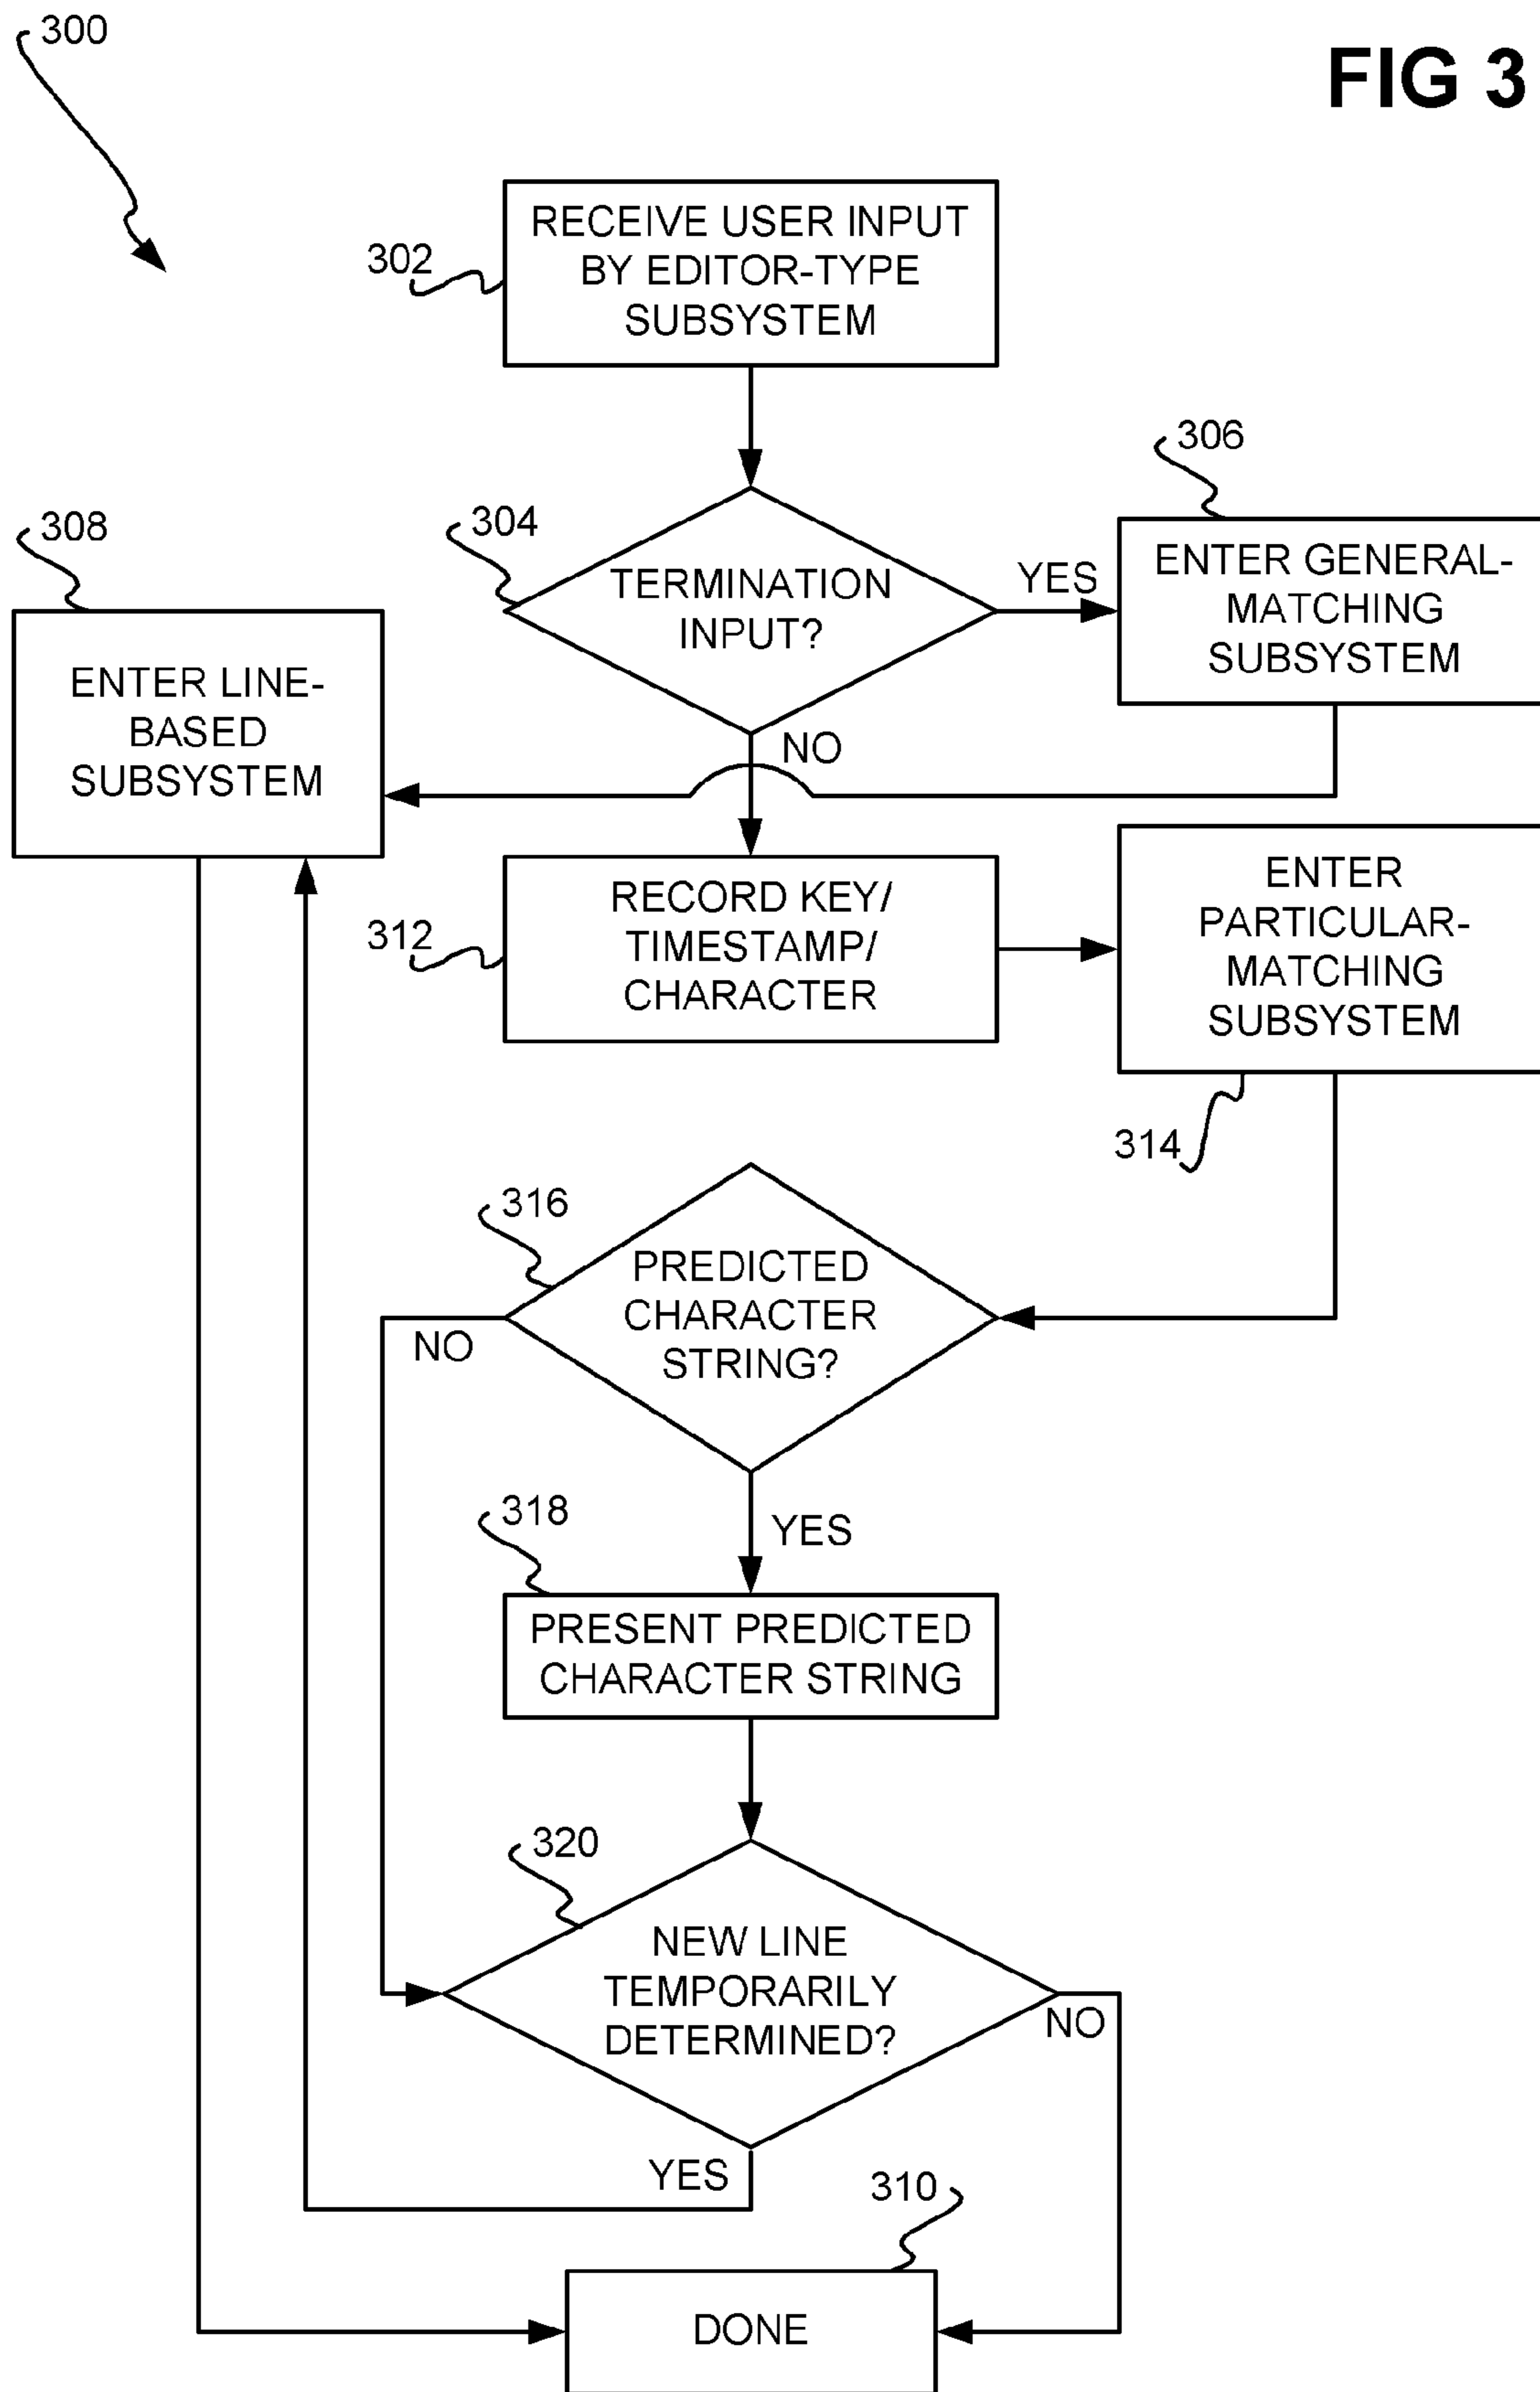 300
FIG 3
RECEIVE USER INPUT
BY EDITOR-TYPE
SUBSYSTEM
302
306
304
308
TERMINATION
INPUT?
YES
ENTER GENERAL-
MATCHING
SUBSYSTEM
ENTER LINE-
BASED
SUBSYSTEM
NO
312
RECORD KEY/
TIMESTAMP/
CHARACTER
ENTER
PARTICULAR-
MATCHING
SUBSYSTEM
314
316
PREDICTED
CHARACTER
STRING?
NO
YES
318
PRESENT PREDICTED
CHARACTER STRING
320
NEW LINE
TEMPORARILY
DETERMINED?
NO
YES
310
DONE